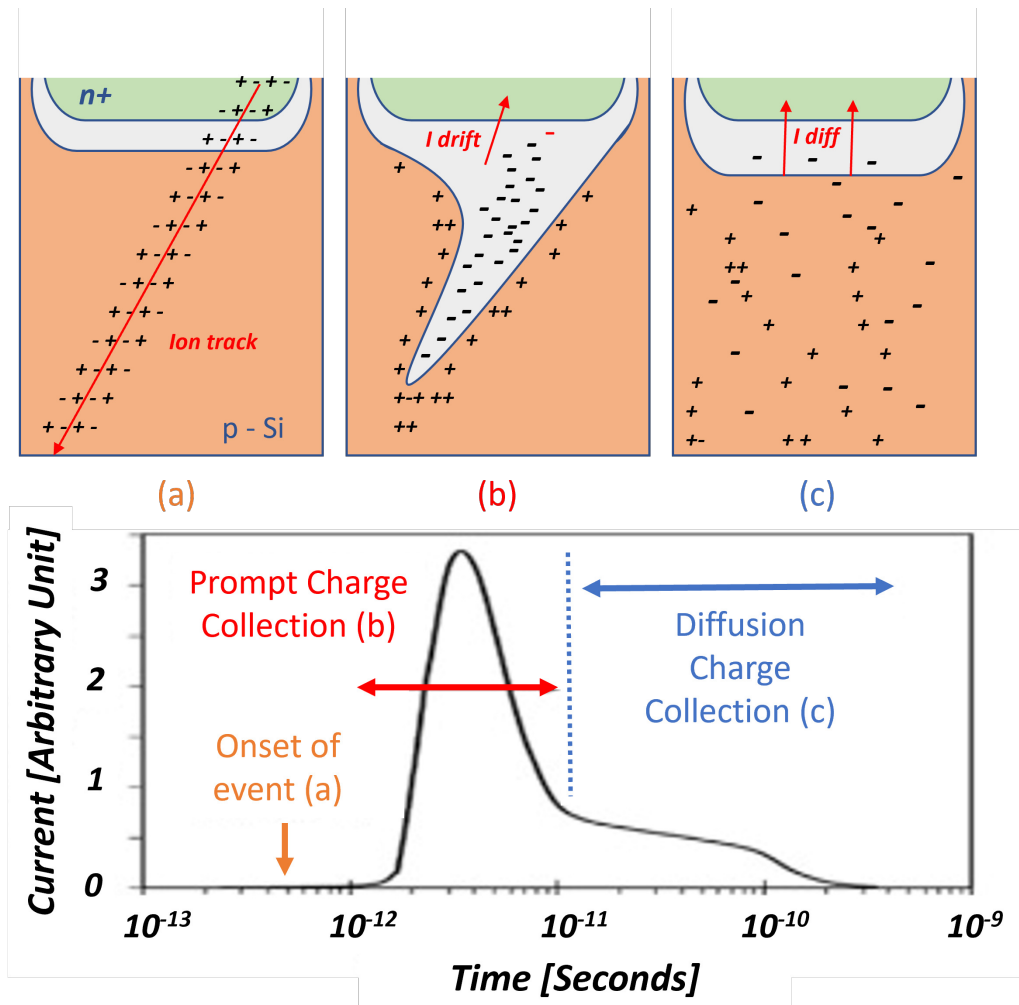 n+
Ion track
p - Si
I drift
I diff
(a)
(b)
(c)
Current [Arbitrary Unit]
3
2
1
0
Prompt Charge
Collection (b)
Onset of
event (a)
Diffusion
Charge
Collection (c)
10-13
10-12
10-11
10-10
10-9
Time [Seconds]